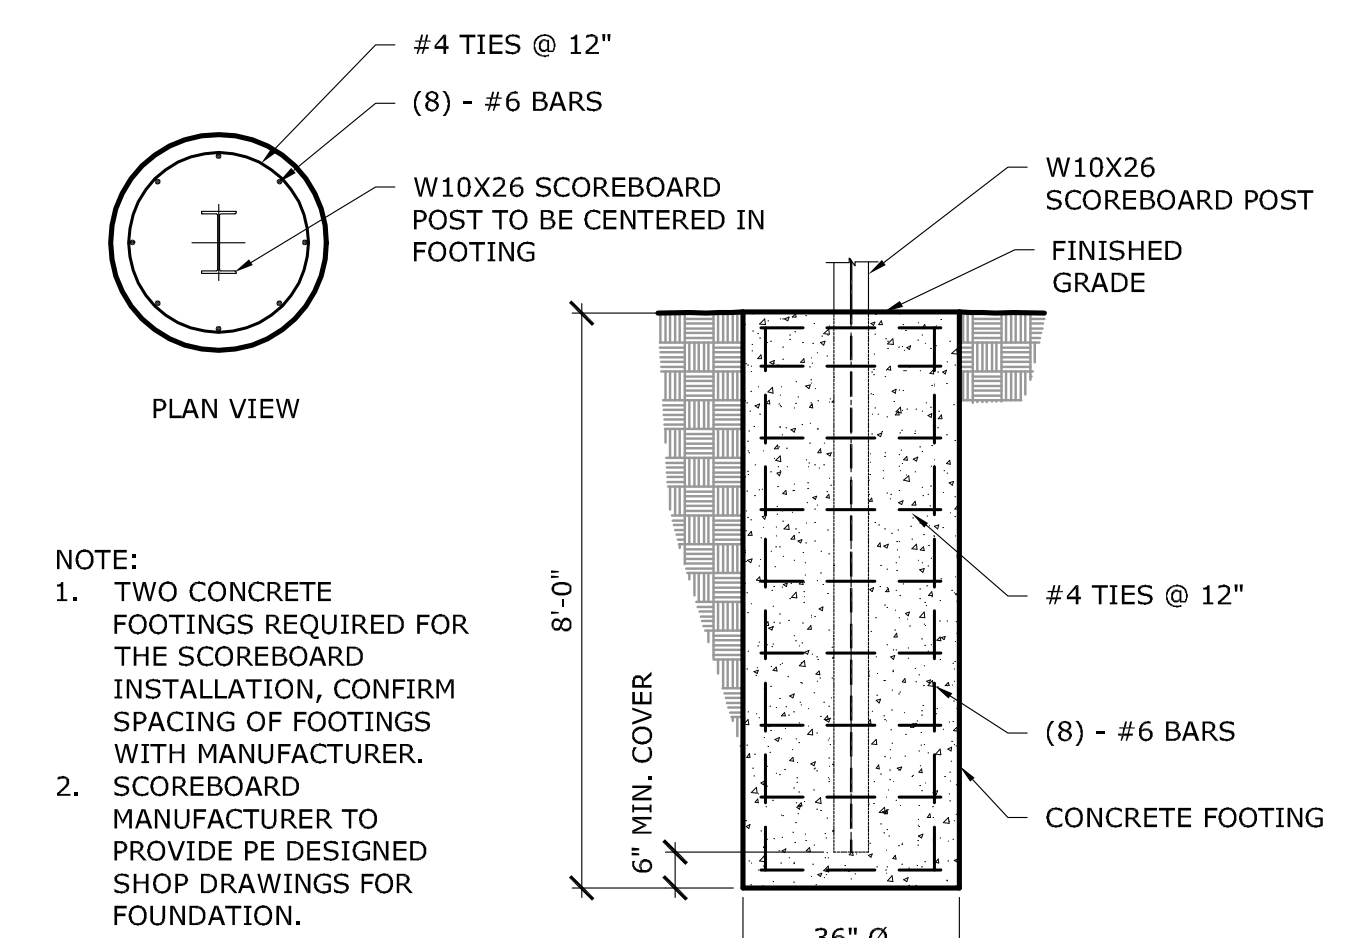 #4 TIES @ 12"
(8) - #6 BARS
W10X26 SCOREBOARD
POST TO BE CENTERED IN
FOOTING
PLAN VIEW
W10X26
SCOREBOARD POST
FINISHED
GRADE
8'-0"
6" MIN. COVER
#4 TIES @ 12"
(8) - #6 BARS
CONCRETE FOOTING
36" Ø
NOTE:
1. TWO CONCRETE
FOOTINGS REQUIRED FOR
THE SCOREBOARD
INSTALLATION, CONFIRM
SPACING OF FOOTINGS
WITH MANUFACTURER.
2. SCOREBOARD
MANUFACTURER TO
PROVIDE PE DESIGNED
SHOP DRAWINGS FOR
FOUNDATION.